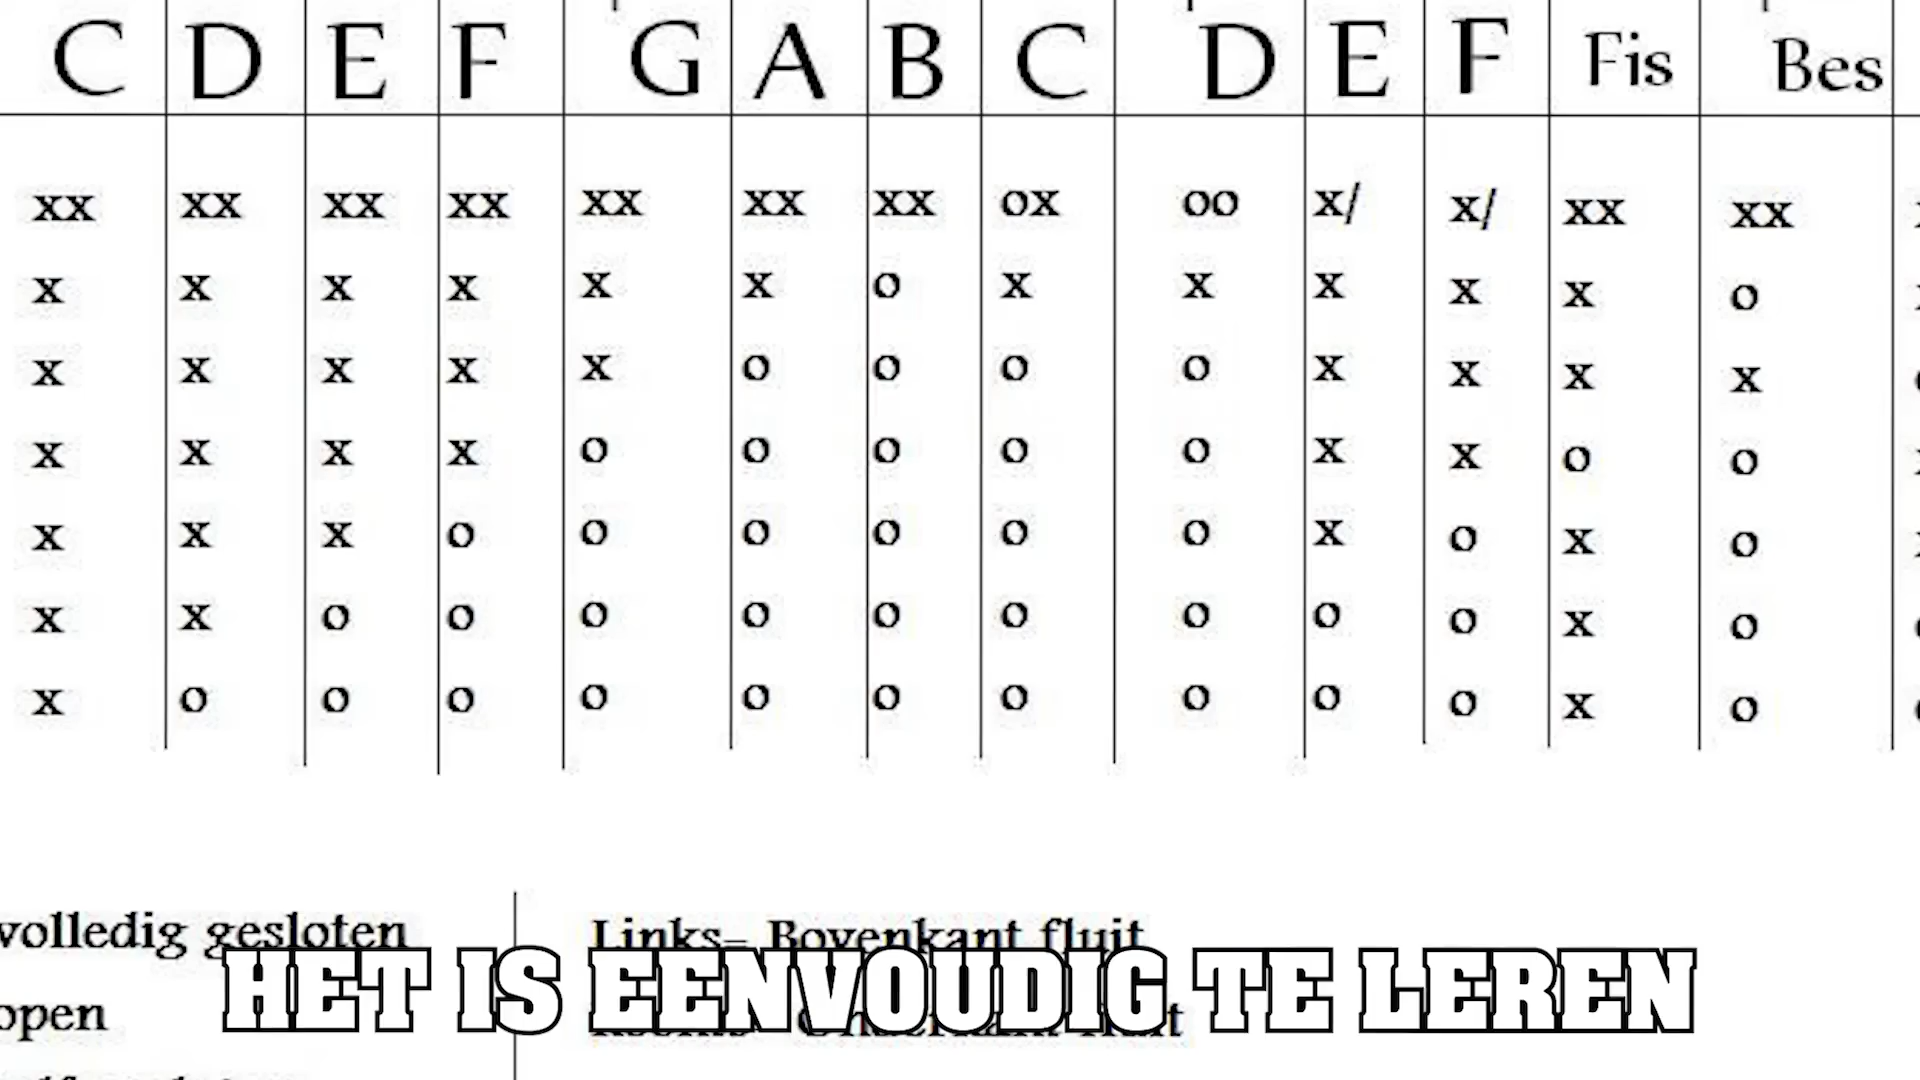 C D E F G A B C D E F Fis Bes
xx xx xx xx xx xx xx ox oo x/ x/ xx xx
x x x x x x o x x x x x o
x x x x x o o o o x x x x
x x x x o o o o o x x o o
x x x o o o o o o x o x o
x x o o o o o o o o o x o
x o o o o o o o o o o x o
volledig gesloten Links= Bovenkant fluit
open
HET IS EENVOUDIG TE LEREN